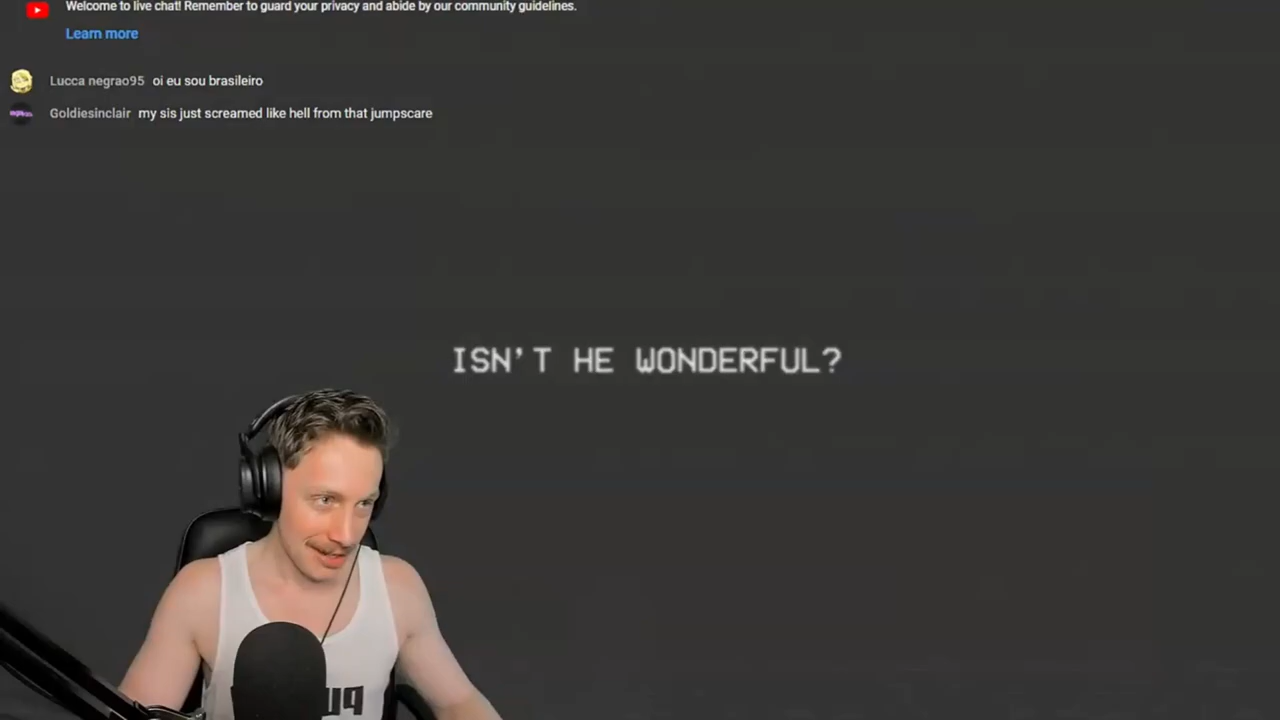 Welcome to live chat! Remember to guard your privacy and abide by our community guidelines.
Learn more
Lucca negrao95 oi eu sou brasileiro
Goldiesinclair my sis just screamed like hell from that jumpscare
ISN'T HE WONDERFUL?